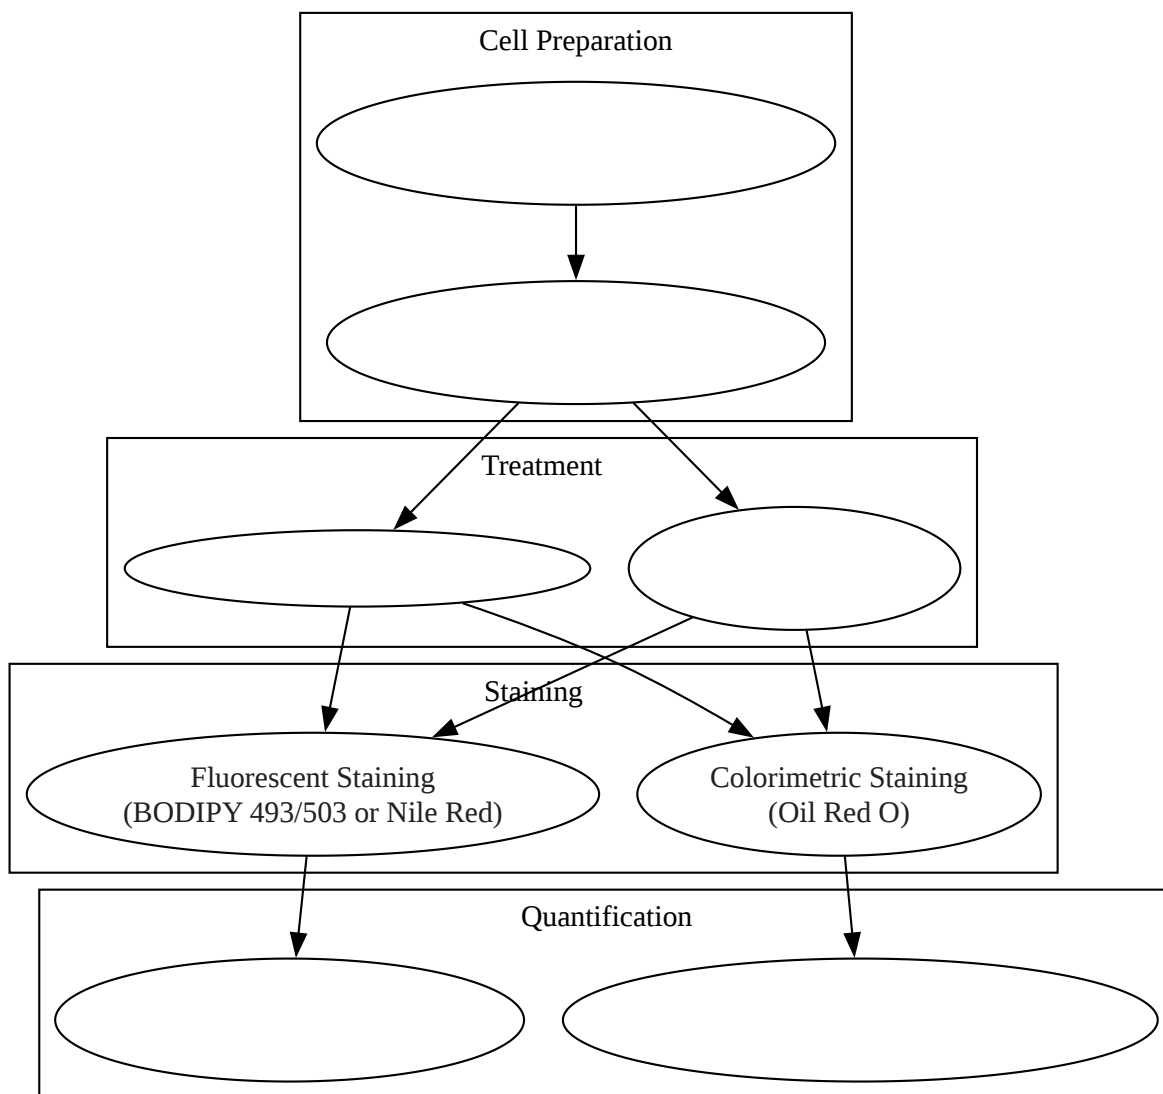 Cell Preparation
Treatment
Staining
Fluorescent Staining
(BODIPY 493/503 or Nile Red)
Colorimetric Staining
(Oil Red O)
Quantification